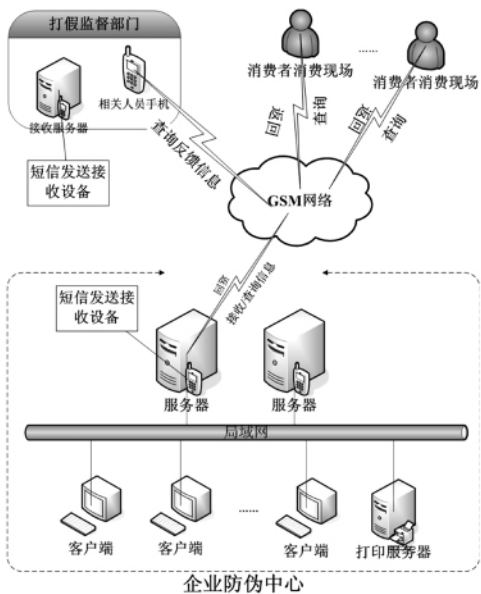 打假监督部门
接收服务器
相关人员手机
短信发送接
收设备
消费者消费现场
......
消费者消费现场
返回
查询
返回
查询
查询反馈信息
GSM网络
回返
接收/查询信息
短信发送接
收设备
服务器
服务器
局域网
......
客户端
客户端
客户端
打印服务器
企业防伪中心